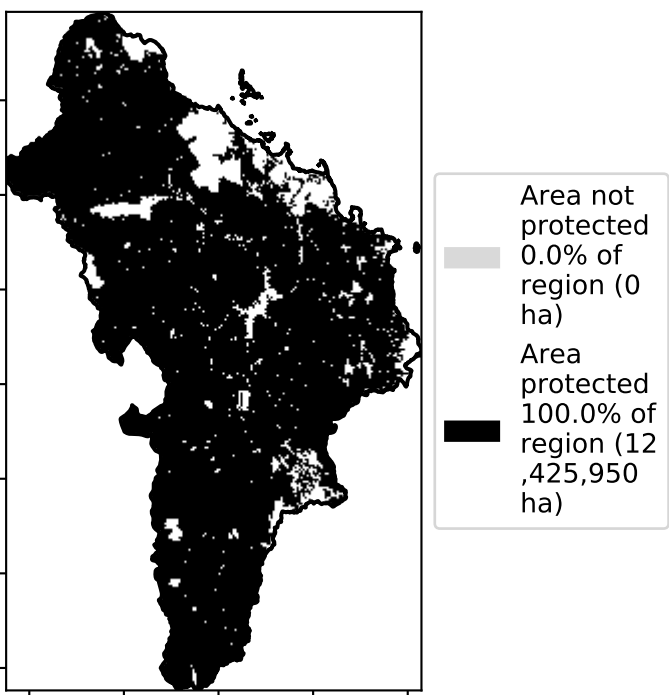 Area not
protected
0.0% of
region (0
ha)
Area
protected
100.0% of
region (12
,425,950
ha)